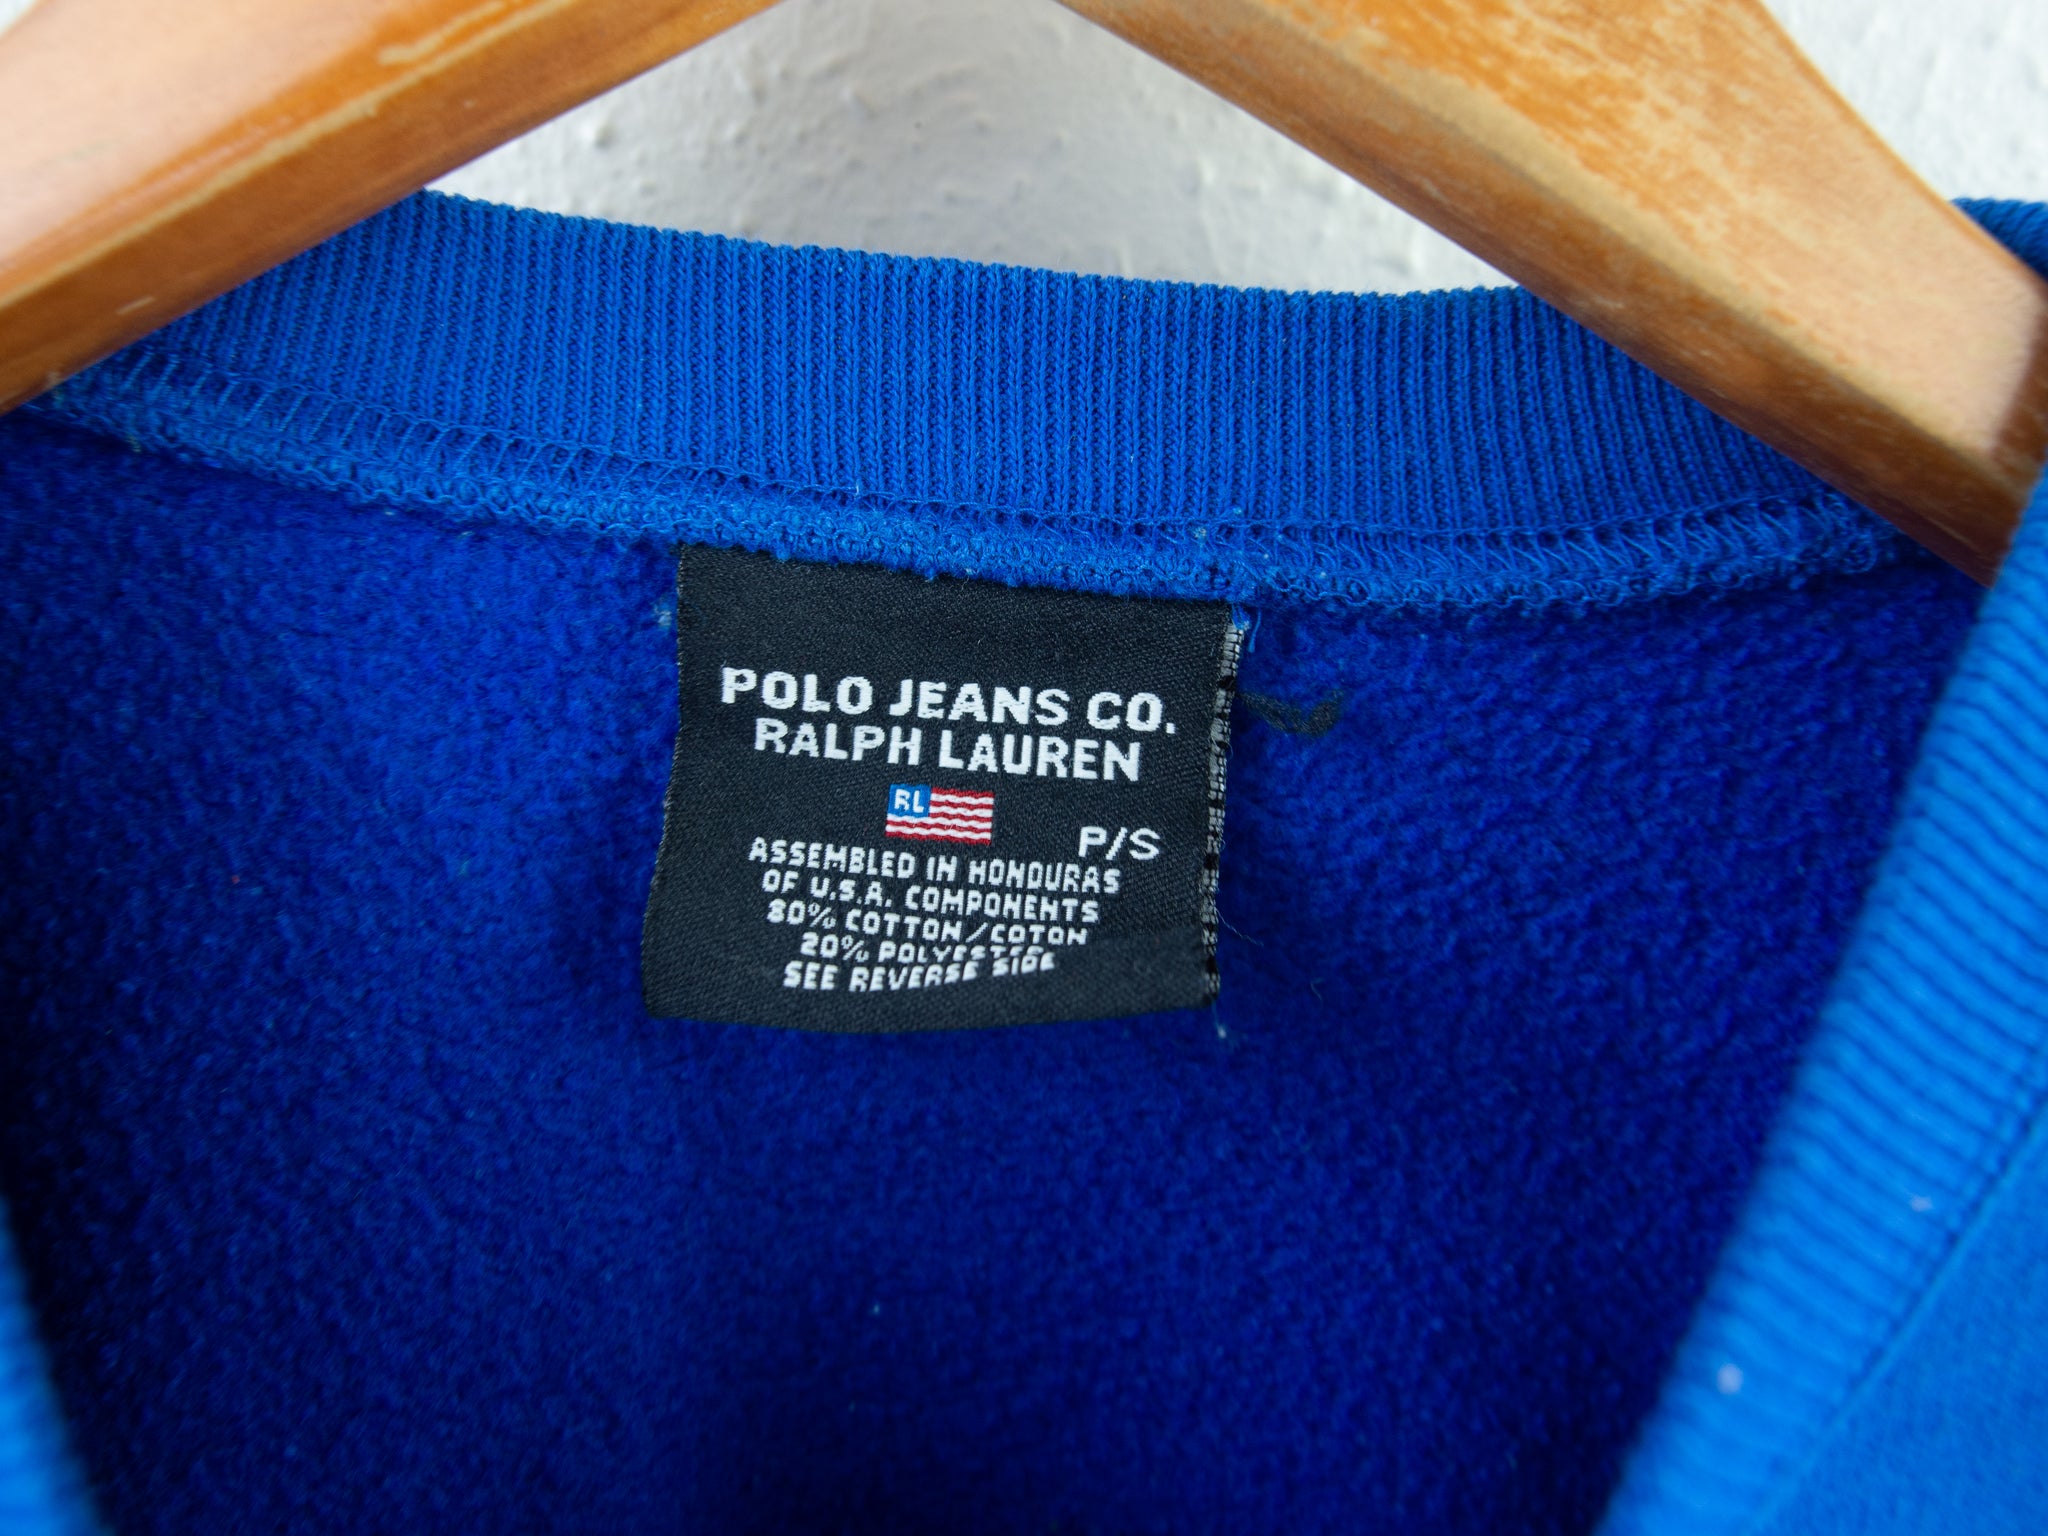 POLO JEANS CO.
RALPH LAUREN
RL
P/S
ASSEMBLED IN HONDURAS
OF U.S.A. COMPONENTS
80% COTTON/COTON
20% POLYESTER
SEE REVERSE SIDE